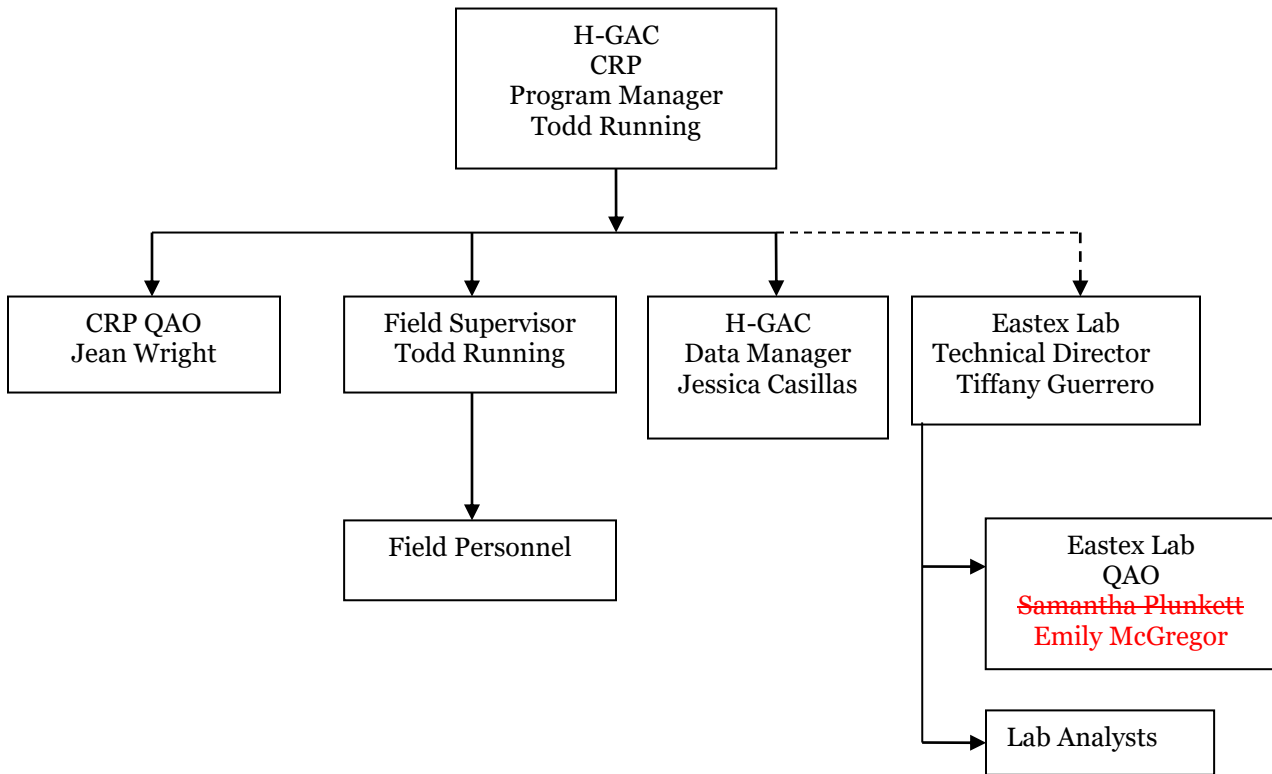 H-GAC
CRP
Program Manager
Todd Running
CRP QAO
Jean Wright
Field Supervisor
Todd Running
H-GAC
Data Manager
Jessica Casillas
Eastex Lab
Technical Director
Tiffany Guerrero
Field Personnel
Eastex Lab
QAO
Samantha Plunkett
Emily McGregor
Lab Analysts